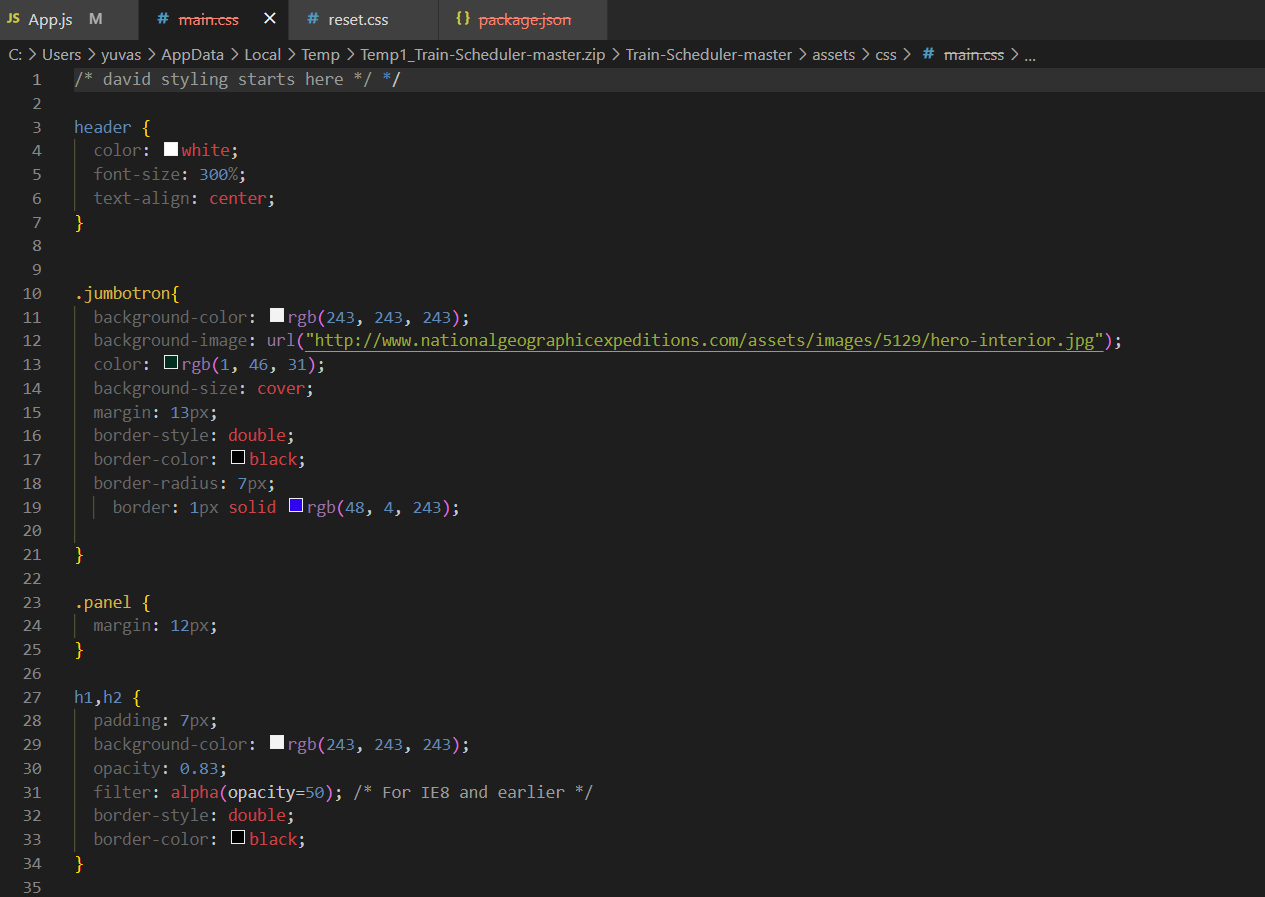 JS App.js M # main.css × # reset.css {} package.json
C: > Users > yuvas > AppData > Local > Temp > Temp1_Train-Scheduler-master.zip > Train-Scheduler-master > assets > css > # main.css > ...
1 /* david styling starts here */ */
2
3 header {
4 color: white;
5 font-size: 300%;
6 text-align: center;
7 }
8
9
10 .jumbotron{
11 background-color: rgb(243, 243, 243);
12 background-image: url("http://www.nationalgeographicexpeditions.com/assets/images/5129/hero-interior.jpg");
13 color: rgb(1, 46, 31);
14 background-size: cover;
15 margin: 13px;
16 border-style: double;
17 border-color: black;
18 border-radius: 7px;
19 border: 1px solid rgb(48, 4, 243);
20
21 }
22
23 .panel {
24 margin: 12px;
25 }
26
27 h1,h2 {
28 padding: 7px;
29 background-color: rgb(243, 243, 243);
30 opacity: 0.83;
31 filter: alpha(opacity=50); /* For IE8 and earlier */
32 border-style: double;
33 border-color: black;
34 }
35